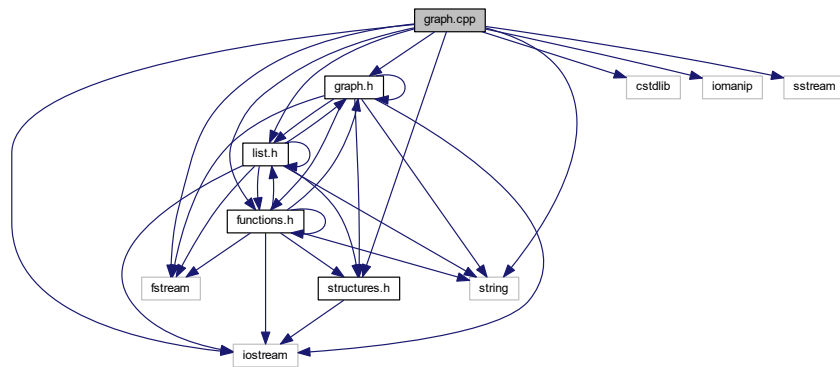 graph.cpp
graph.h
cstdlib
iomanip
sstream
list.h
functions.h
fstream
structures.h
string
iostream